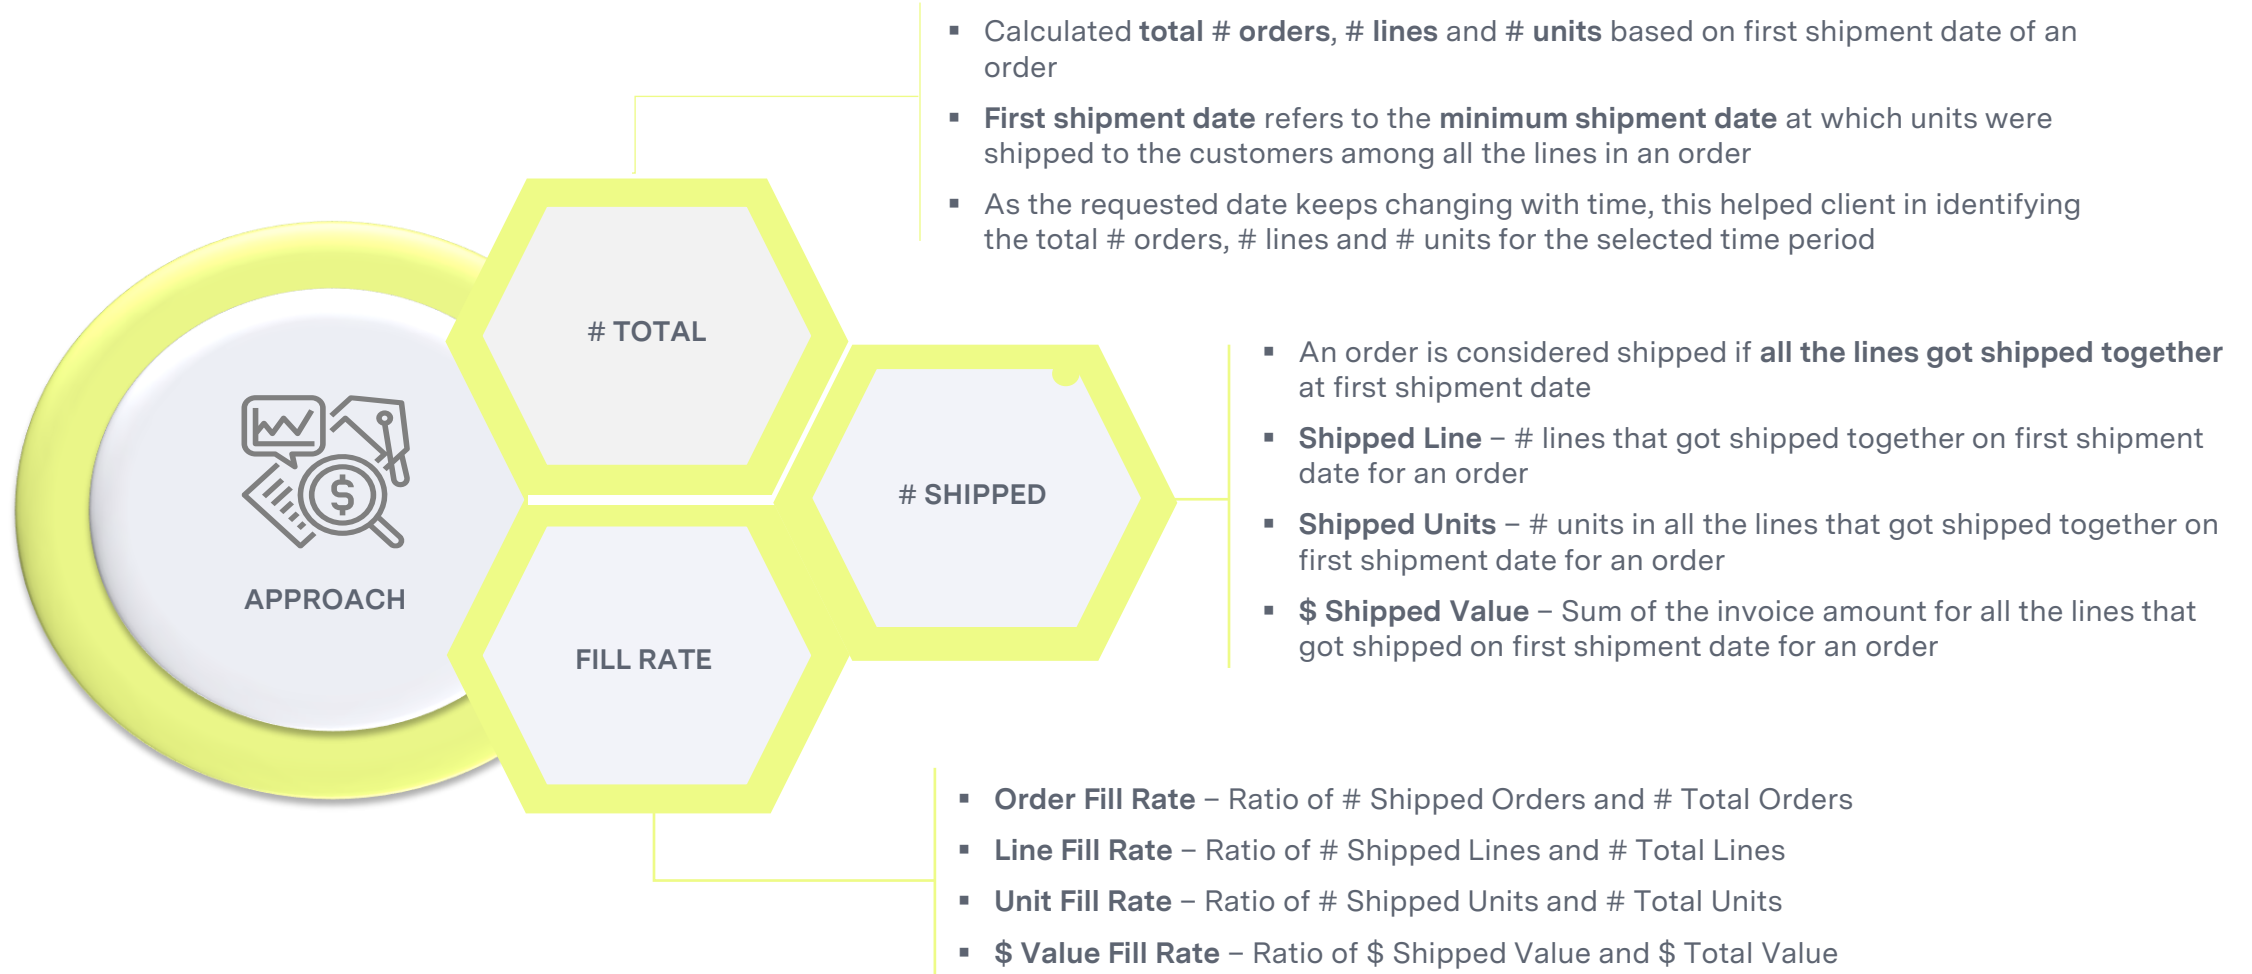 ▪ Calculated total # orders, # lines and # units based on first shipment date of an
order
▪ First shipment date refers to the minimum shipment date at which units were
shipped to the customers among all the lines in an order
▪ As the requested date keeps changing with time, this helped client in identifying
the total # orders, # lines and # units for the selected time period
# TOTAL
▪ An order is considered shipped if all the lines got shipped together
at first shipment date
▪ Shipped Line – # lines that got shipped together on first shipment
date for an order
▪ Shipped Units – # units in all the lines that got shipped together on
first shipment date for an order
▪ $ Shipped Value – Sum of the invoice amount for all the lines that
got shipped on first shipment date for an order
# SHIPPED
$
APPROACH
FILL RATE
▪ Order Fill Rate – Ratio of # Shipped Orders and # Total Orders
▪ Line Fill Rate – Ratio of # Shipped Lines and # Total Lines
▪ Unit Fill Rate – Ratio of # Shipped Units and # Total Units
▪ $ Value Fill Rate – Ratio of $ Shipped Value and $ Total Value